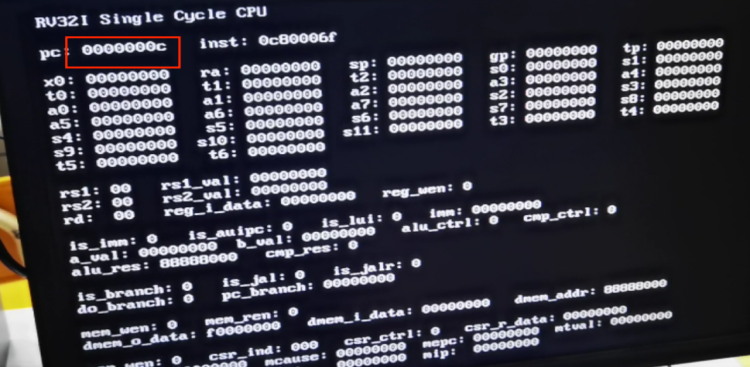 RV32I Single Cycle CPU
pc: 0000000c inst: 0c80006f
x0: 00000000 ra: 00000000 sp: 00000000 gp: 00000000 tp: 00000000
t0: 00000000 t1: 00000000 t2: 00000000 s0: 00000000 s1: 00000000
a0: 00000000 a1: 00000000 a2: 00000000 a3: 00000000 a4: 00000000
a5: 00000000 a6: 00000000 a7: 00000000 s2: 00000000 s3: 00000000
s4: 00000000 s5: 00000000 s6: 00000000 s7: 00000000 s8: 00000000
s9: 00000000 s10: 00000000 s11: 00000000 t3: 00000000 t4: 00000000
t5: 00000000 t6: 00000000
rs1: 00 rs1_val: 00000000
rs2: 00 rs2_val: 00000000
rd: 00 reg_i_data: 00000000 reg_wen: 0
is_imm: 0 is_auipc: 0 is_lui: 0 imm: 00000000
a_val: 00000000 b_val: 00000000 alu_ctrl: 0 cmp_ctrl: 0
alu_res: 88888000 cmp_res: 0
is_branch: 0 is_jal: 0 is_jalr: 0
do_branch: 0 pc_branch: 00000000
mem_wen: 0 mem_ren: 0
dmem_o_data: f0000000 dmem_i_data: 00000000 dmem_addr: 88888000
wen: 0 csr_ind: 000 csr_ctrl: 0 csr_r_data: 00000000
mcause: 00000000 mepc: 00000000 mtval: 00000000
mip: 00000000